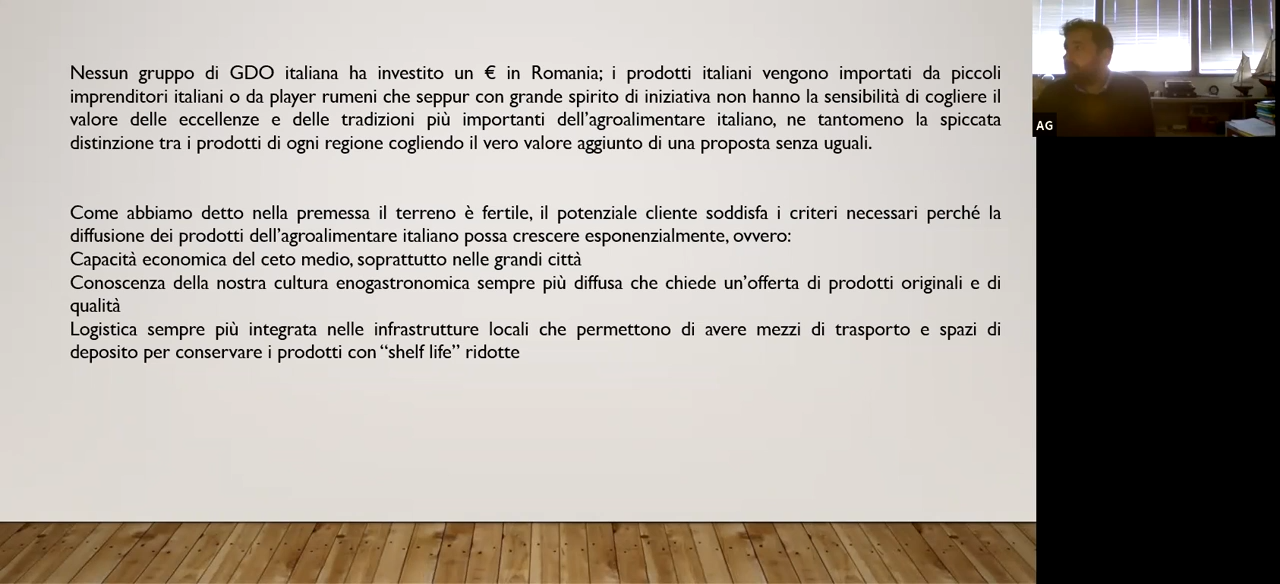 Nessun gruppo di GDO italiana ha investito un € in Romania; i prodotti italiani vengono importati da piccoli
imprenditori italiani o da player rumeni che seppur con grande spirito di iniziativa non hanno la sensibilità di cogliere il
valore delle eccellenze e delle tradizioni più importanti dell’agroalimentare italiano, ne tantomeno la spiccata
distinzione tra i prodotti di ogni regione cogliendo il vero valore aggiunto di una proposta senza uguali.
Come abbiamo detto nella premessa il terreno è fertile, il potenziale cliente soddisfa i criteri necessari perché la
diffusione dei prodotti dell’agroalimentare italiano possa crescere esponenzialmente, ovvero:
Capacità economica del ceto medio, soprattutto nelle grandi città
Conoscenza della nostra cultura enogastronomica sempre più diffusa che chiede un’offerta di prodotti originali e di
qualità
Logistica sempre più integrata nelle infrastrutture locali che permettono di avere mezzi di trasporto e spazi di
deposito per conservare i prodotti con “shelf life” ridotte
AG